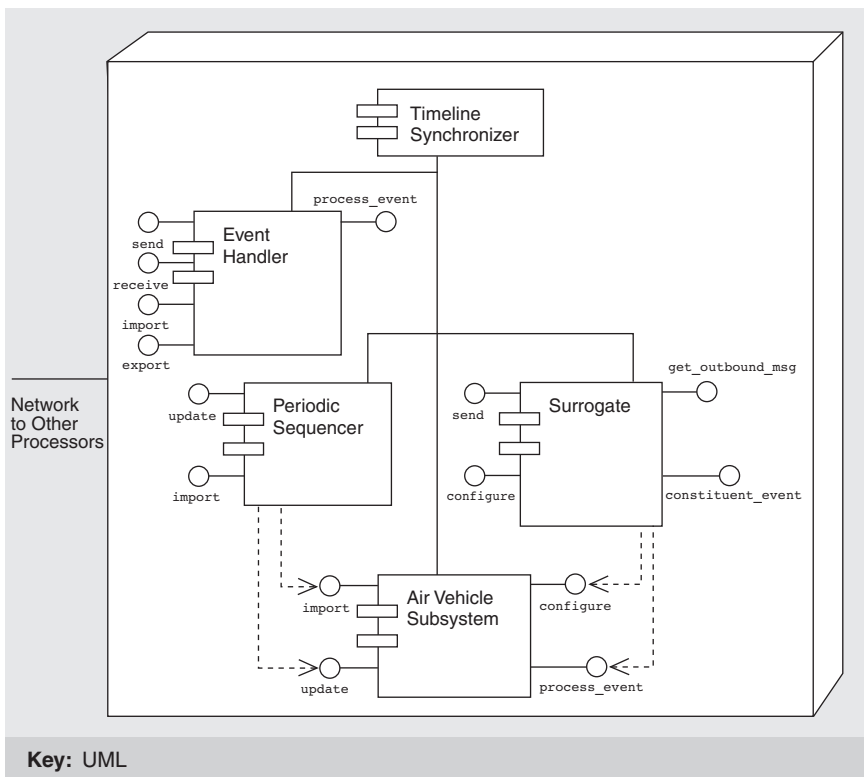 Timeline
Synchronizer
process_event
Event
Handler
send
receive
import
export
Network
to Other
Processors
Periodic
Sequencer
update
import
Surrogate
get_outbound_msg
send
configure
constituent_event
Air Vehicle
Subsystem
import
configure
update
process_event
Key: UML